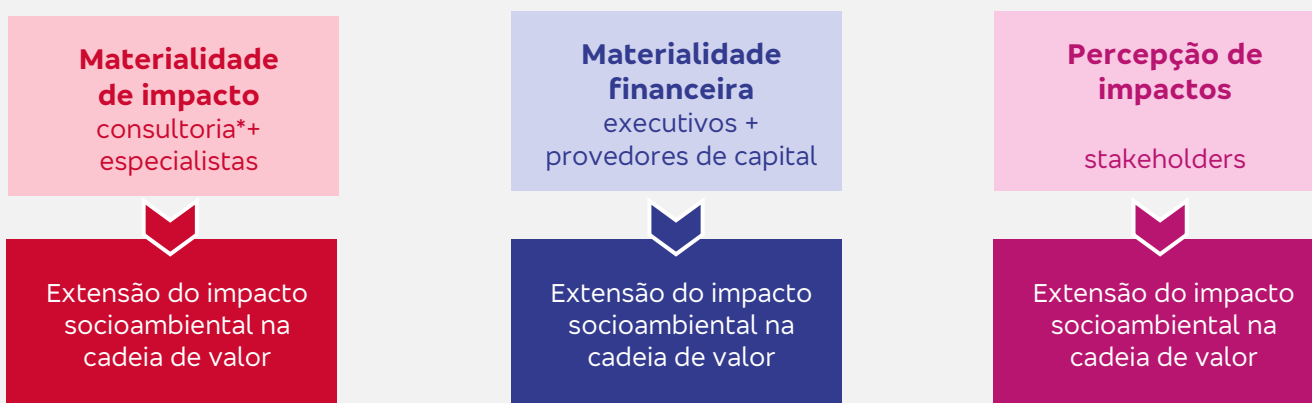 Materialidade
de impacto
consultoria*+
especialistas
Extensão do impacto
socioambiental na
cadeia de valor
Materialidade
financeira
executivos +
provedores de capital
Extensão do impacto
socioambiental na
cadeia de valor
Percepção de
impactos
stakeholders
Extensão do impacto
socioambiental na
cadeia de valor